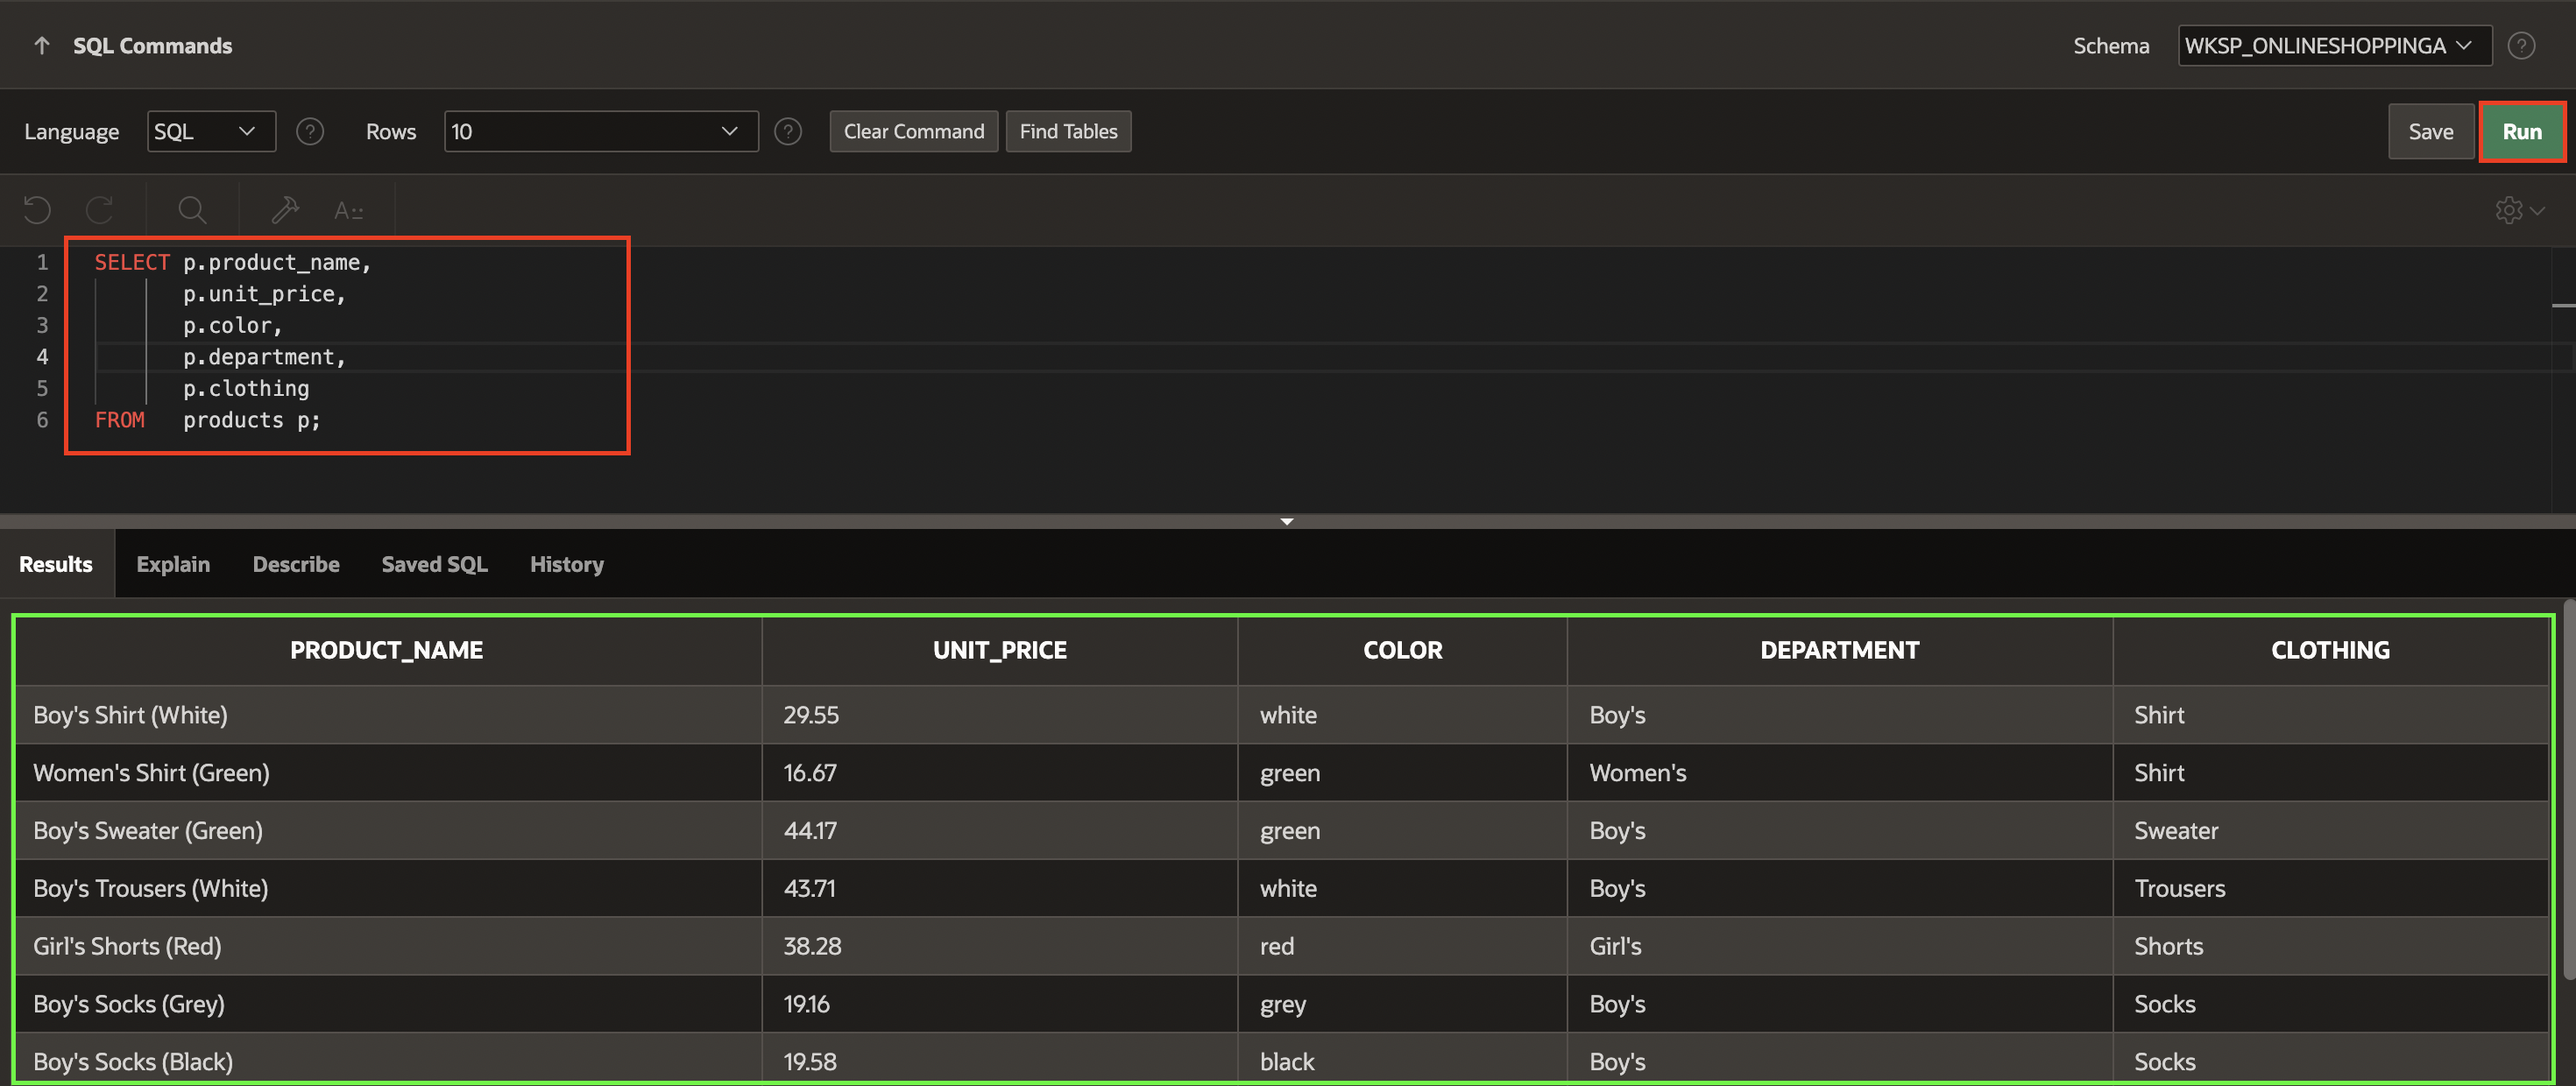 SQL Commands Schema WKSP_ONLINESHOPPINGA ?
Language SQL ? Rows 10 ? Clear Command Find Tables Save Run
A
1 SELECT p.product_name,
2 p.unit_price,
3 p.color,
4 p.department,
5 p.clothing
6 FROM products p;
Results Explain Describe Saved SQL History
PRODUCT_NAME UNIT_PRICE COLOR DEPARTMENT CLOTHING
Boy's Shirt (White) 29.55 white Boy's Shirt
Women's Shirt (Green) 16.67 green Women's Shirt
Boy's Sweater (Green) 44.17 green Boy's Sweater
Boy's Trousers (White) 43.71 white Boy's Trousers
Girl's Shorts (Red) 38.28 red Girl's Shorts
Boy's Socks (Grey) 19.16 grey Boy's Socks
Boy's Socks (Black) 19.58 black Boy's Socks